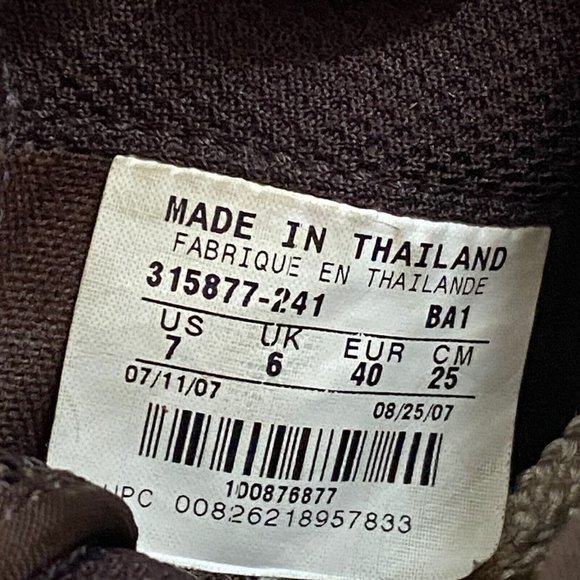 MADE IN THAILAND
FABRIQUE EN THAILANDE
315877-241 BA1
US UK EUR CM
7 6 40 25
07/11/07 08/25/07
100876877
UPC 00826218957833